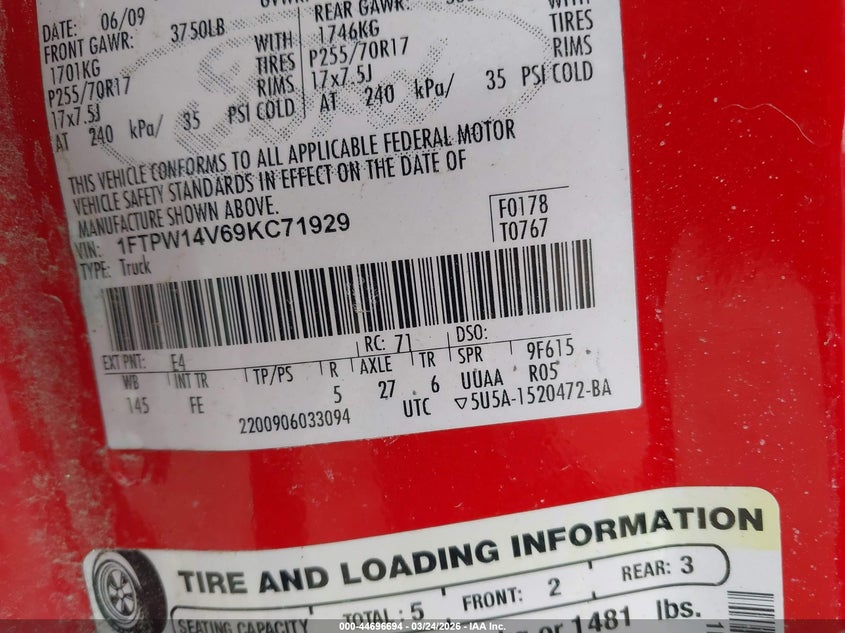 DATE: 06/09
FRONT GAWR: 3750LB
1701KG WITH
P255/70R17 TIRES
17x7.5J RIMS
AT 240 kPa/ 35 PSI COLD
REAR GAWR:
1746KG WITH
P255/70R17 TIRES
17x7.5J RIMS
AT 240 kPa/ 35 PSI COLD
THIS VEHICLE CONFORMS TO ALL APPLICABLE FEDERAL MOTOR
VEHICLE SAFETY STANDARDS IN EFFECT ON THE DATE OF
MANUFACTURE SHOWN ABOVE.
VIN: 1FTPW14V69KC71929
TYPE: Truck
F0178
T0767
EXT PNT: E4 RC: 71 DSO:
WB INT TR TP/PS R AXLE TR SPR 9F615
145 FE 5 27 6 UUAA R05
2200906033094 UTC ▽5U5A-1520472-BA
TIRE AND LOADING INFORMATION
SEATING CAPACITY TOTAL: 5 FRONT: 2 REAR: 3
or 1481 lbs.
000-44696694 - 03/24/2026 - IAA Inc.